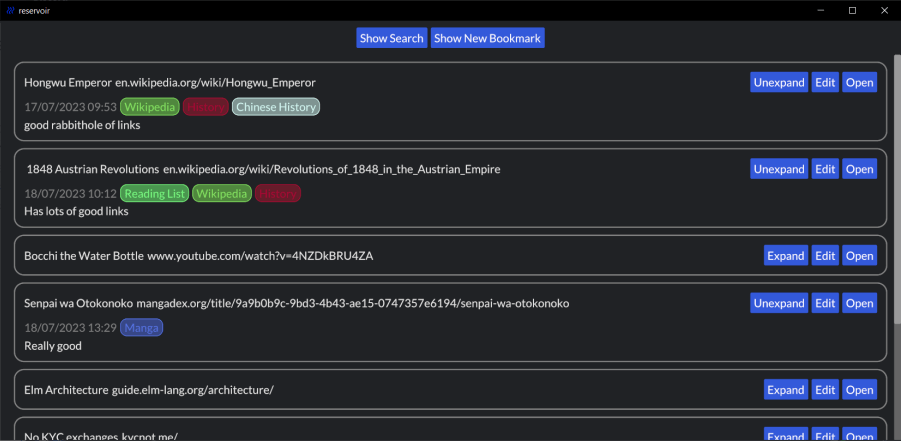 reservoir
Show Search Show New Bookmark
Hongwu Emperor en.wikipedia.org/wiki/Hongwu_Emperor Unexpand Edit Open
17/07/2023 09:53 Wikipedia History Chinese History
good rabbithole of links
1848 Austrian Revolutions en.wikipedia.org/wiki/Revolutions_of_1848_in_the_Austrian_Empire Unexpand Edit Open
18/07/2023 10:12 Reading List Wikipedia History
Has lots of good links
Bocchi the Water Bottle www.youtube.com/watch?v=4NZDkBRU4ZA Expand Edit Open
Senpai wa Otokonoko mangadex.org/title/9a9b0b9c-9bd3-4b43-ae15-0747357e6194/senpai-wa-otokonoko Unexpand Edit Open
18/07/2023 13:29 Manga
Really good
Elm Architecture guide.elm-lang.org/architecture/ Expand Edit Open
No KYC exchanges kycnot.me/ Expand Edit Open